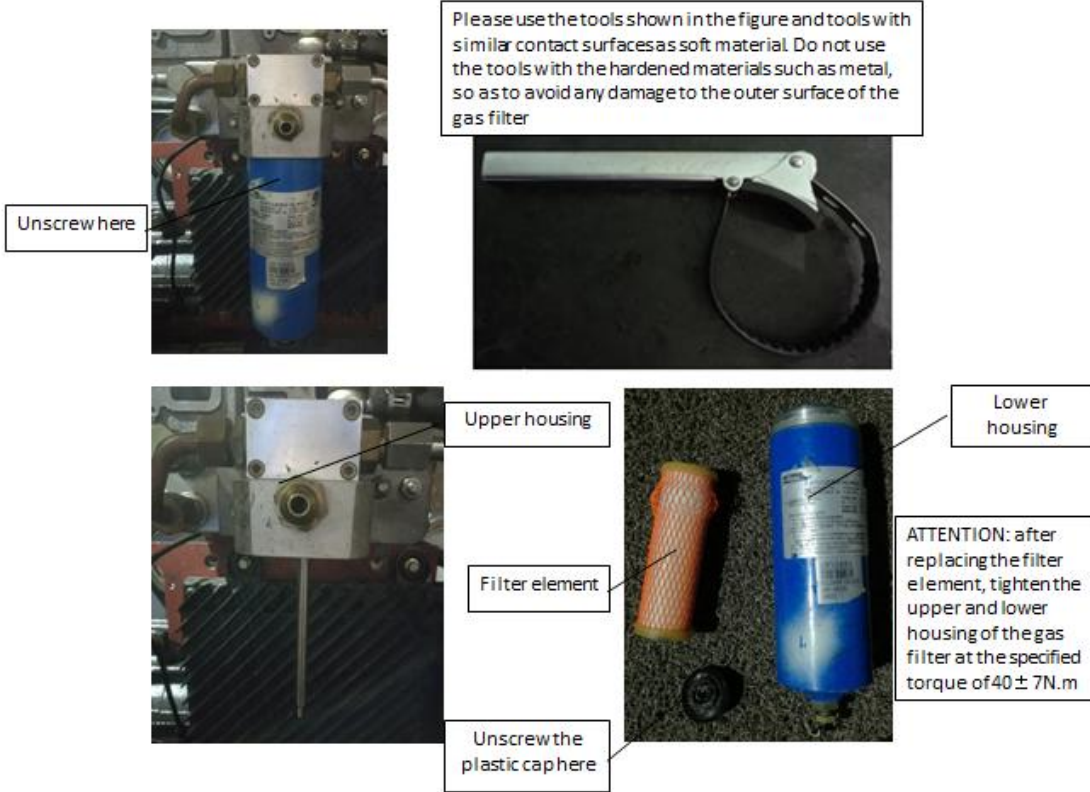 Please use the tools shown in the figure and tools with
similar contact surfacesas soft material. Do not use
the tools with the hardened materials such as metal,
so as to avoid any damage to the outer surface of the
gas filter
Unscrew here
Upper housing
Lower
housing
Filter element
ATTENTION: after
replacing the filter
element, tighten the
upper and lower
housing of the gas
filter at the specified
torque of 40± 7N.m
Unscrew the
plastic cap here